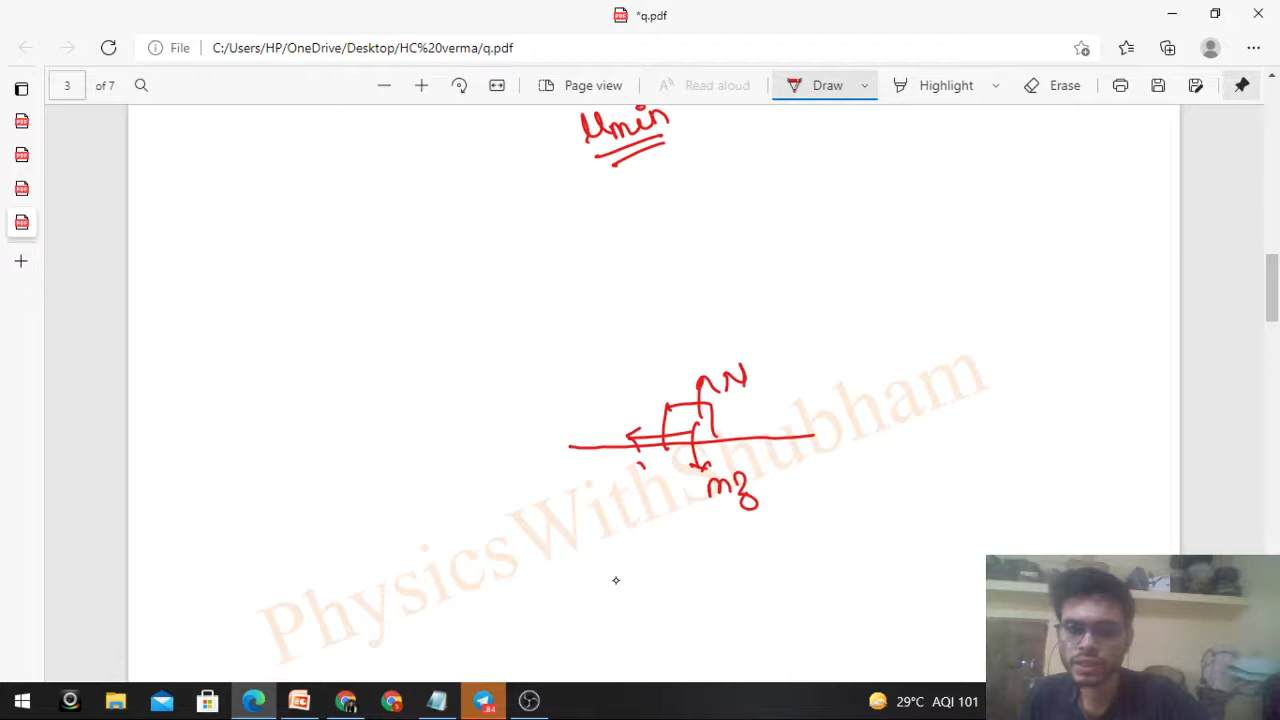 *q.pdf
File C:/Users/HP/OneDrive/Desktop/HC%20verma/q.pdf
3 of 7 Page view Read aloud Draw Highlight Erase
μmin
N
mg
PhysicsWithShubham
84
29°C AQI 101